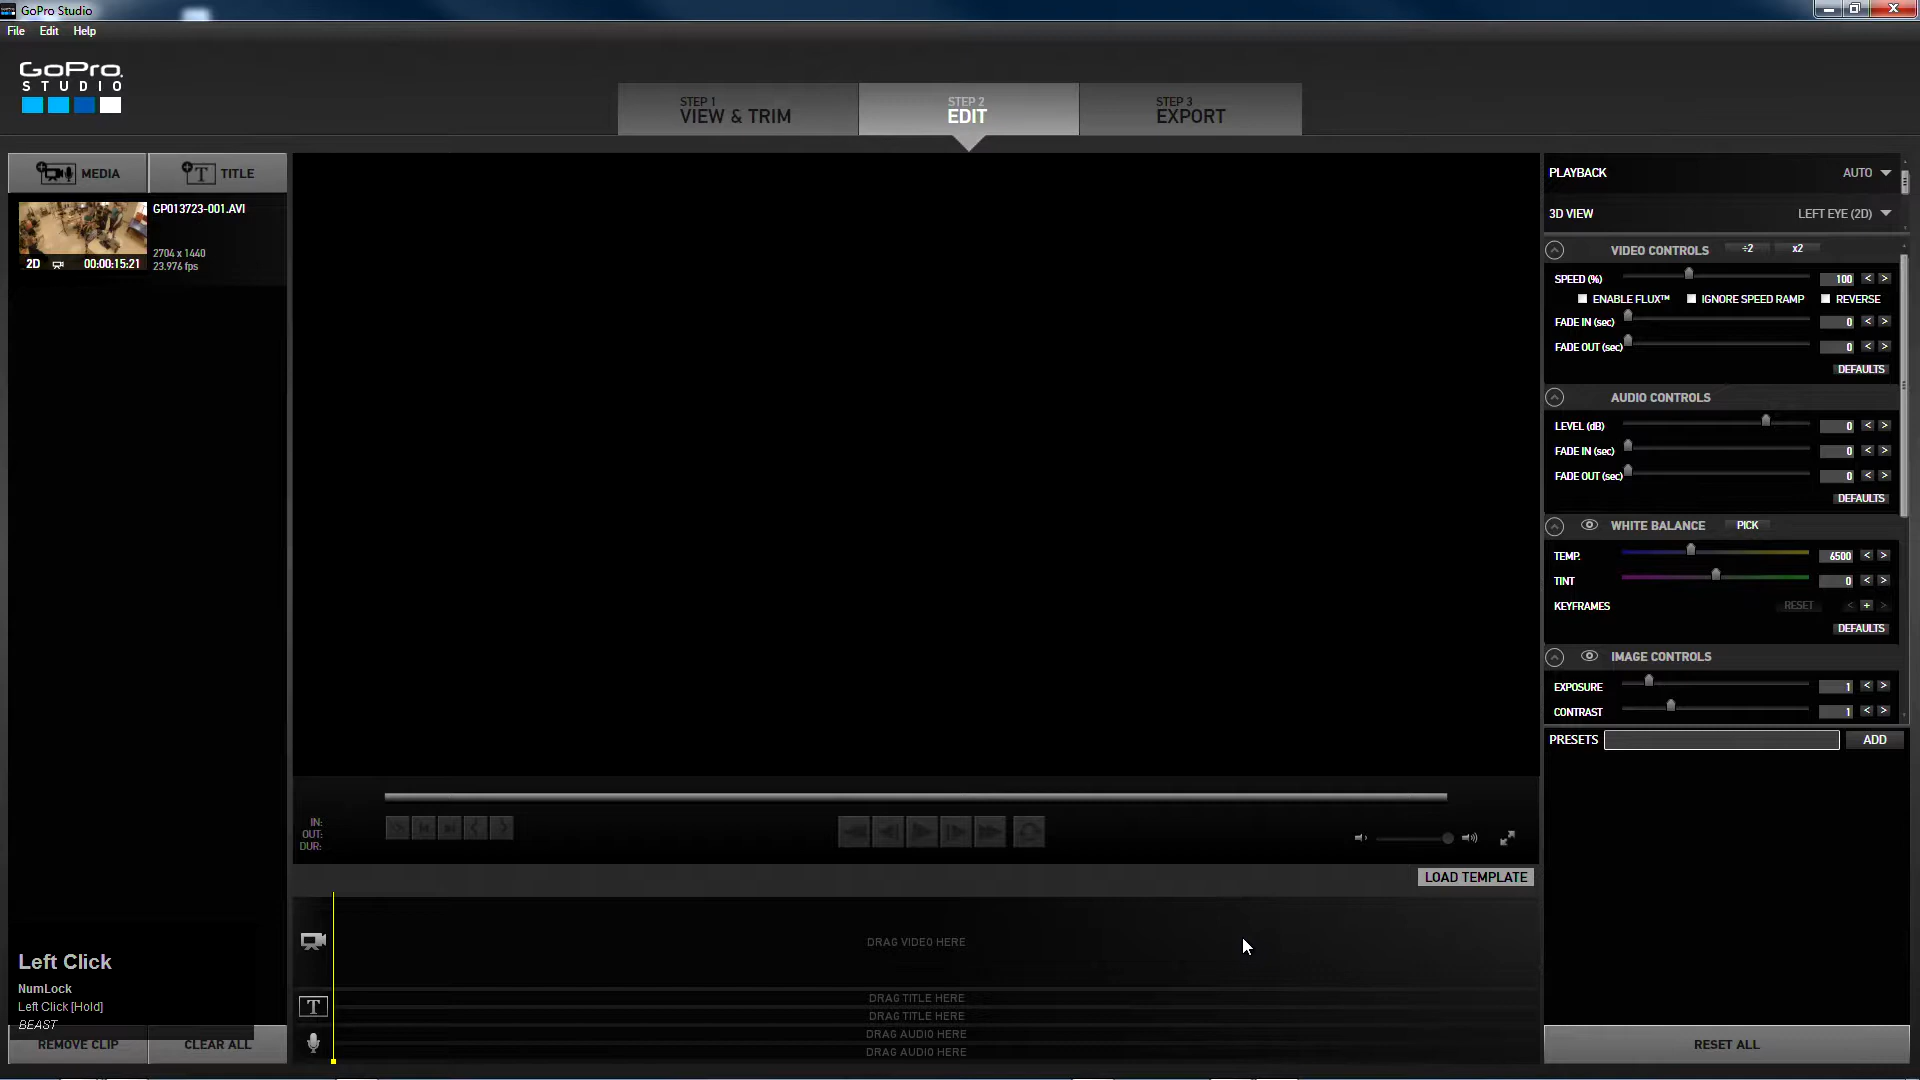 GoPro Studio
File Edit Help
GoPro.
STUDIO
STEP 1
VIEW & TRIM
STEP 2
EDIT
STEP 3
EXPORT
MEDIA
T TITLE
GP013723-001.AVI
2704 x 1440
23.976 fps
2D 00:00:15:21
PLAYBACK AUTO
3D VIEW LEFT EYE (2D)
VIDEO CONTROLS ÷2 x2
SPEED (%) 100 < >
ENABLE FLUX™ IGNORE SPEED RAMP REVERSE
FADE IN (sec) 0 < >
FADE OUT (sec) 0 < >
DEFAULTS
AUDIO CONTROLS
LEVEL (dB) 0 < >
FADE IN (sec) 0 < >
FADE OUT (sec) 0 < >
DEFAULTS
WHITE BALANCE PICK
TEMP. 6500 < >
TINT 0 < >
KEYFRAMES RESET < + >
DEFAULTS
IMAGE CONTROLS
EXPOSURE 1 < >
CONTRAST 1 < >
PRESETS ADD
IN:
OUT:
DUR:
LOAD TEMPLATE
DRAG VIDEO HERE
T
DRAG TITLE HERE
DRAG TITLE HERE
DRAG AUDIO HERE
DRAG AUDIO HERE
Left Click
NumLock
Left Click [Hold]
BEAST
REMOVE CLIP CLEAR ALL
RESET ALL